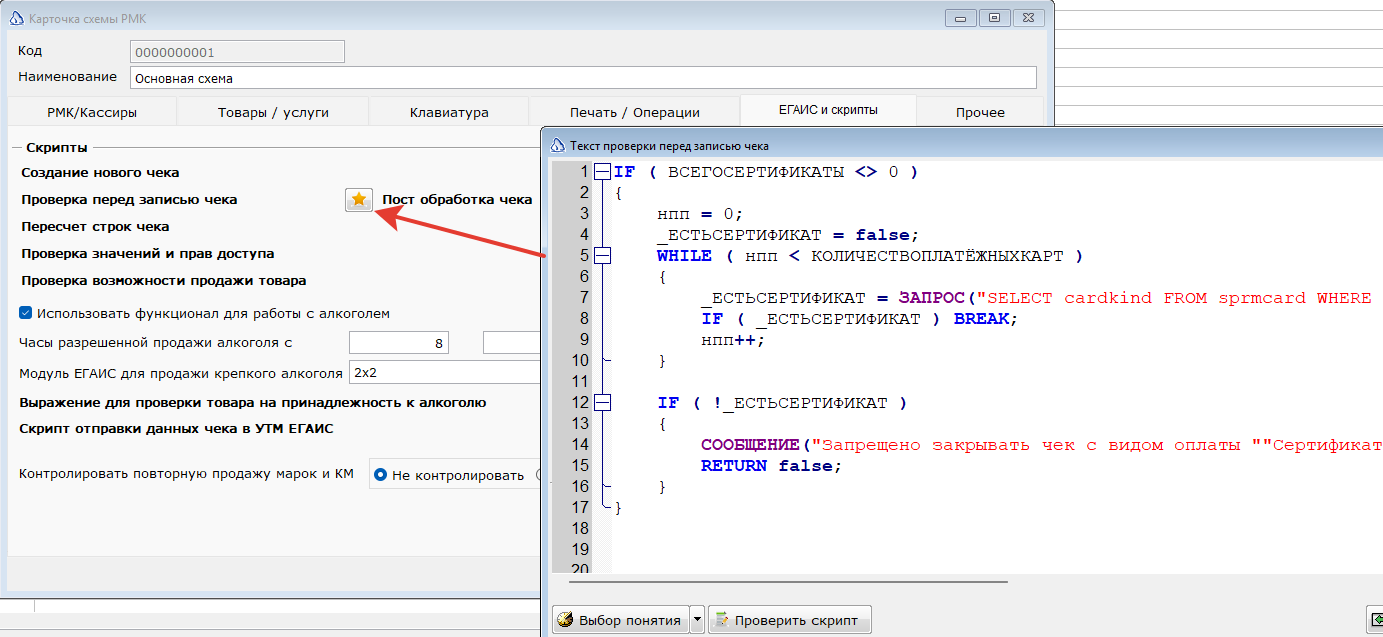 Карточка схемы РМК
Код 0000000001
Наименование Основная схема
РМК/Кассиры Товары / услуги Клавиатура Печать / Операции ЕГАИС и скрипты Прочее
Скрипты
Создание нового чека
Проверка перед записью чека Пост обработка чека
Пересчет строк чека
Проверка значений и прав доступа
Проверка возможности продажи товара
Использовать функционал для работы с алкоголем
Часы разрешенной продажи алкоголя с 8
Модуль ЕГАИС для продажи крепкого алкоголя 2x2
Выражение для проверки товара на принадлежность к алкоголю
Скрипт отправки данных чека в УТМ ЕГАИС
Контролировать повторную продажу марок и КМ Не контролировать
Текст проверки перед записью чека
1 IF ( ВСЕГОСЕРТИФИКАТЫ <> 0 )
2 {
3 нпп = 0;
4 _ЕСТЬСЕРТИФИКАТ = false;
5 WHILE ( нпп < КОЛИЧЕСТВОПЛАТЁЖНЫХКАРТ )
6 {
7 _ЕСТЬСЕРТИФИКАТ = ЗАПРОС("SELECT cardkind FROM sprmcard WHERE
8 IF ( _ЕСТЬСЕРТИФИКАТ ) BREAK;
9 нпп++;
10 }
11
12 IF ( !_ЕСТЬСЕРТИФИКАТ )
13 {
14 СООБЩЕНИЕ("Запрещено закрывать чек с видом оплаты ""Сертификат
15 RETURN false;
16 }
17 }
18
19
20
Выбор понятия Проверить скрипт